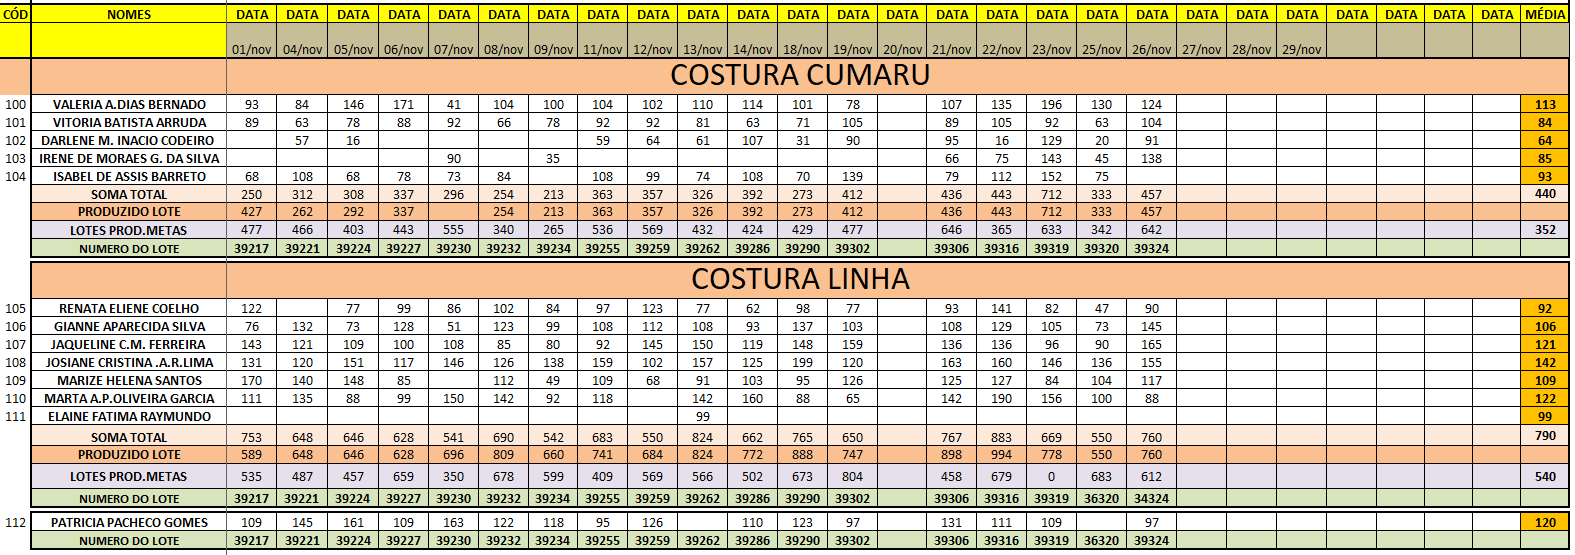 CÓD NOMES DATA DATA DATA DATA DATA DATA DATA DATA DATA DATA DATA DATA DATA DATA DATA DATA DATA DATA DATA DATA DATA DATA DATA DATA DATA DATA MÉDIA
01/nov 04/nov 05/nov 06/nov 07/nov 08/nov 09/nov 11/nov 12/nov 13/nov 14/nov 18/nov 19/nov 20/nov 21/nov 22/nov 23/nov 25/nov 26/nov 27/nov 28/nov 29/nov
COSTURA CUMARU
100 VALERIA A.DIAS BERNADO 93 84 146 171 41 104 100 104 102 110 114 101 78 107 135 196 130 124 113
101 VITORIA BATISTA ARRUDA 89 63 78 88 92 66 78 92 92 81 63 71 105 89 105 92 63 104 84
102 DARLENE M. INACIO CODEIRO 57 16 59 64 61 107 31 90 95 16 129 20 91 64
103 IRENE DE MORAES G. DA SILVA 90 35 66 75 143 45 138 85
104 ISABEL DE ASSIS BARRETO 68 108 68 78 73 84 108 99 74 108 70 139 79 112 152 75 93
SOMA TOTAL 250 312 308 337 296 254 213 363 357 326 392 273 412 436 443 712 333 457 440
PRODUZIDO LOTE 427 262 292 337 254 213 363 357 326 392 273 412 436 443 712 333 457
LOTES PROD.METAS 477 466 403 443 555 340 265 536 569 432 424 429 477 646 365 633 342 642 352
NUMERO DO LOTE 39217 39221 39224 39227 39230 39232 39234 39255 39259 39262 39286 39290 39302 39306 39316 39319 39320 39324
COSTURA LINHA
105 RENATA ELIENE COELHO 122 77 99 86 102 84 97 123 77 62 98 77 93 141 82 47 90 92
106 GIANNE APARECIDA SILVA 76 132 73 128 51 123 99 108 112 108 93 137 103 108 129 105 73 145 106
107 JAQUELINE C.M. FERREIRA 143 121 109 100 108 85 80 92 145 150 119 148 159 136 136 96 90 165 121
108 JOSIANE CRISTINA .A.R.LIMA 131 120 151 117 146 126 138 159 102 157 125 199 120 163 160 146 136 155 142
109 MARIZE HELENA SANTOS 170 140 148 85 112 49 109 68 91 103 95 126 125 127 84 104 117 109
110 MARTA A.P.OLIVEIRA GARCIA 111 135 88 99 150 142 92 118 142 160 88 65 142 190 156 100 88 122
111 ELAINE FATIMA RAYMUNDO 99 99
SOMA TOTAL 753 648 646 628 541 690 542 683 550 824 662 765 650 767 883 669 550 760 790
PRODUZIDO LOTE 589 648 646 628 696 809 660 741 684 824 772 888 747 898 994 778 550 760
LOTES PROD.METAS 535 487 457 659 350 678 599 409 569 566 502 673 804 458 679 0 683 612 540
NUMERO DO LOTE 39217 39221 39224 39227 39230 39232 39234 39255 39259 39262 39286 39290 39302 39306 39316 39319 36320 34324
112 PATRICIA PACHECO GOMES 109 145 161 109 163 122 118 95 126 110 123 97 131 111 109 97 120
NUMERO DO LOTE 39217 39221 39224 39227 39230 39232 39234 39255 39259 39262 39286 39290 39302 39306 39316 39319 36320 39324